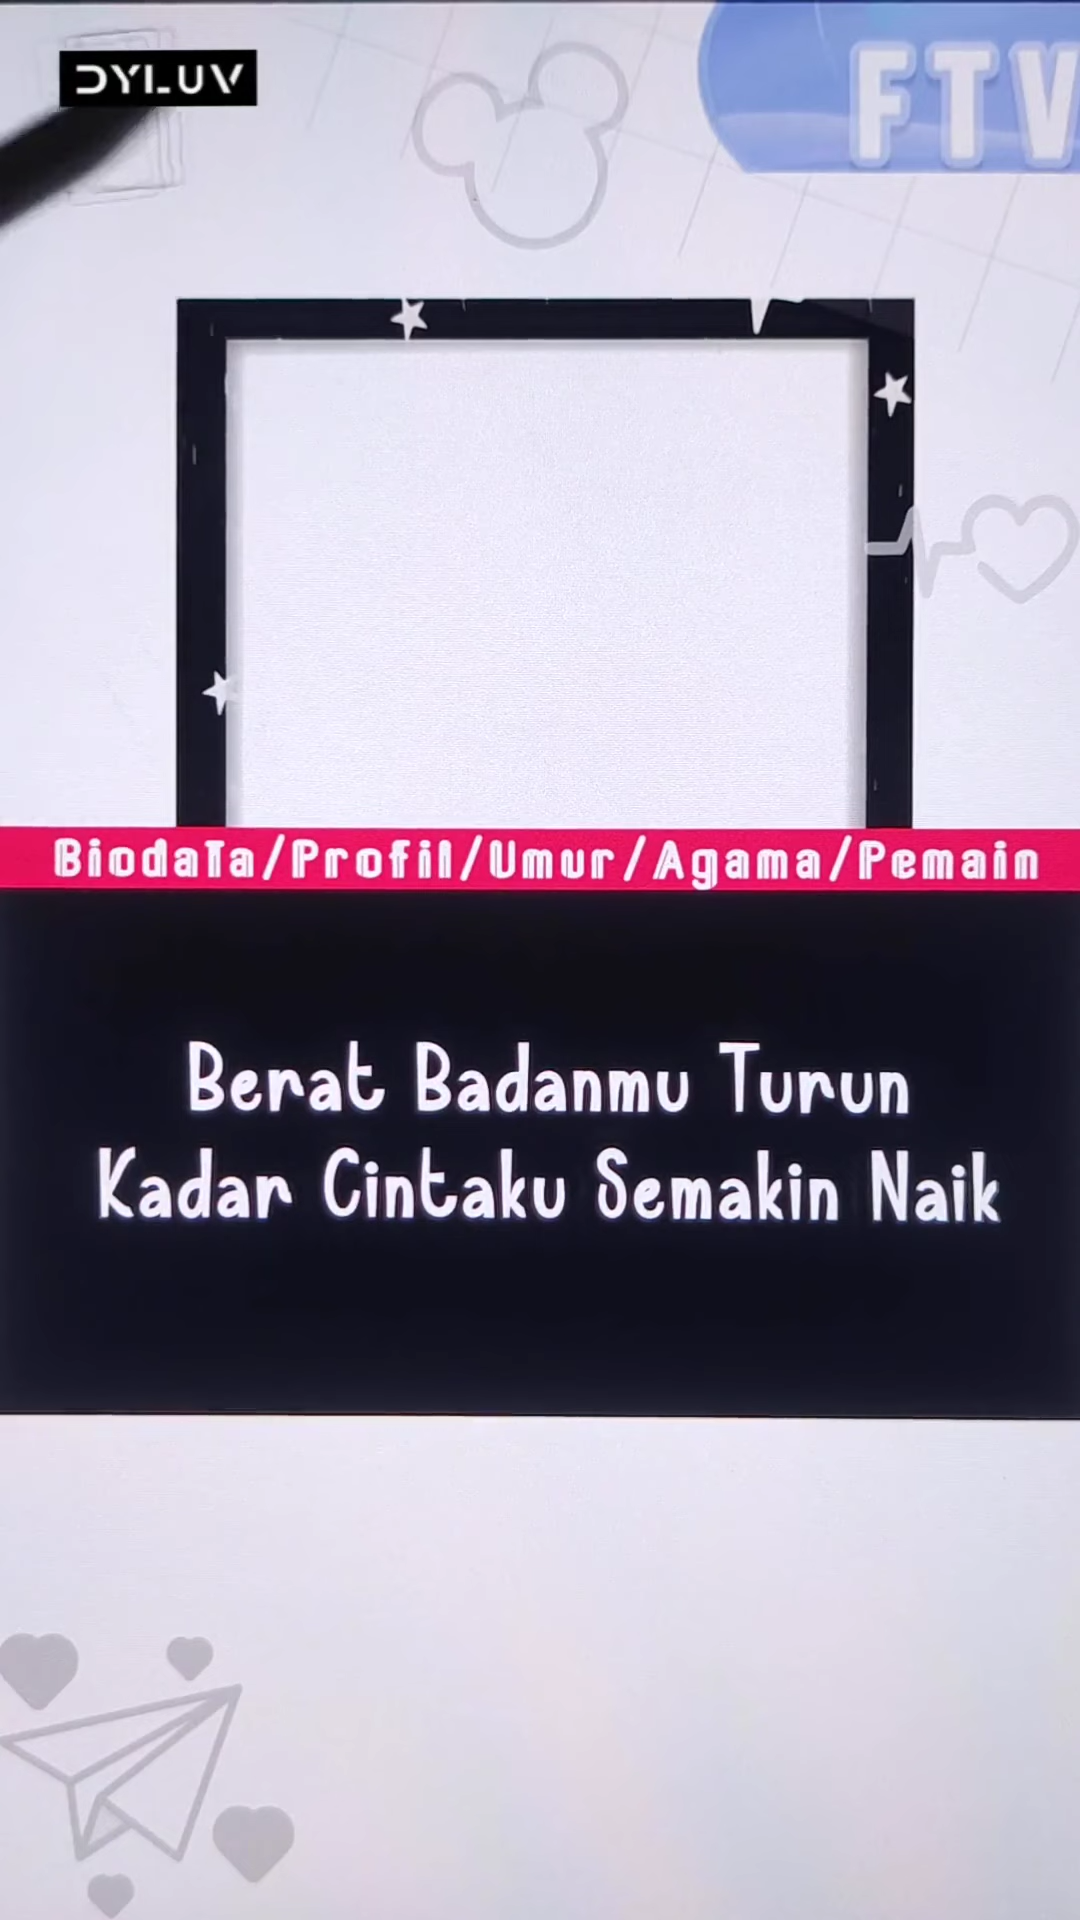 DYLUV
FTV
Biodata/Profil/Umur/Agama/Pemain
Berat Badanmu Turun
Kadar Cintaku Semakin Naik